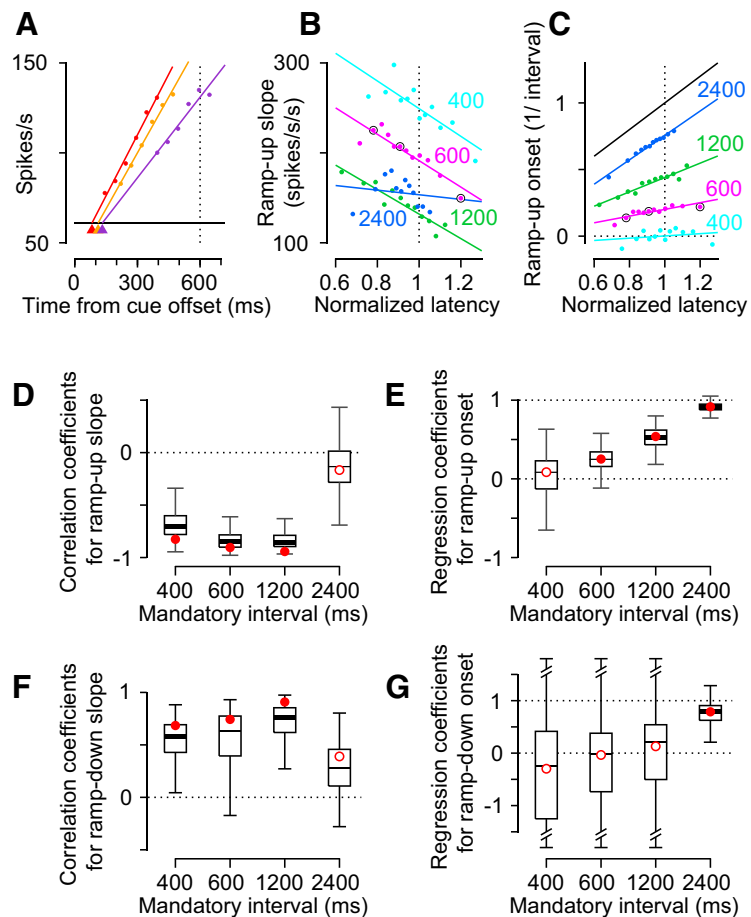 A
150
Spikes/s
50
0
300
600
Time from cue offset (ms)
B
300
Ramp-up slope
(spikes/s/s)
100
400
600
2400
1200
0.6
0.8
1
1.2
Normalized latency
C
1
0
Ramp-up onset (1/ interval)
2400
1200
600
400
0.6
0.8
1
1.2
Normalized latency
D
0
-1
Correlation coefficients
for ramp-up slope
400
600
1200
2400
Mandatory interval (ms)
E
1
0
-1
Regression coefficients
for ramp-up onset
400
600
1200
2400
Mandatory interval (ms)
F
1
0
Correlation coefficients
for ramp-down slope
400
600
1200
2400
Mandatory interval (ms)
G
1
0
-1
Regression coefficients
for ramp-down onset
400
600
1200
2400
Mandatory interval (ms)